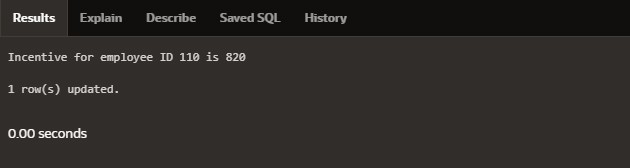 Results Explain Describe Saved SQL History
Incentive for employee ID 110 is 820
1 row(s) updated.
0.00 seconds